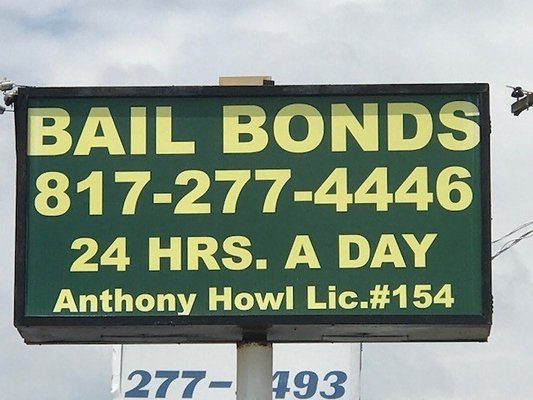 BAIL BONDS
817-277-4446
24 HRS. A DAY
Anthony Howl Lic.#154
277- 493